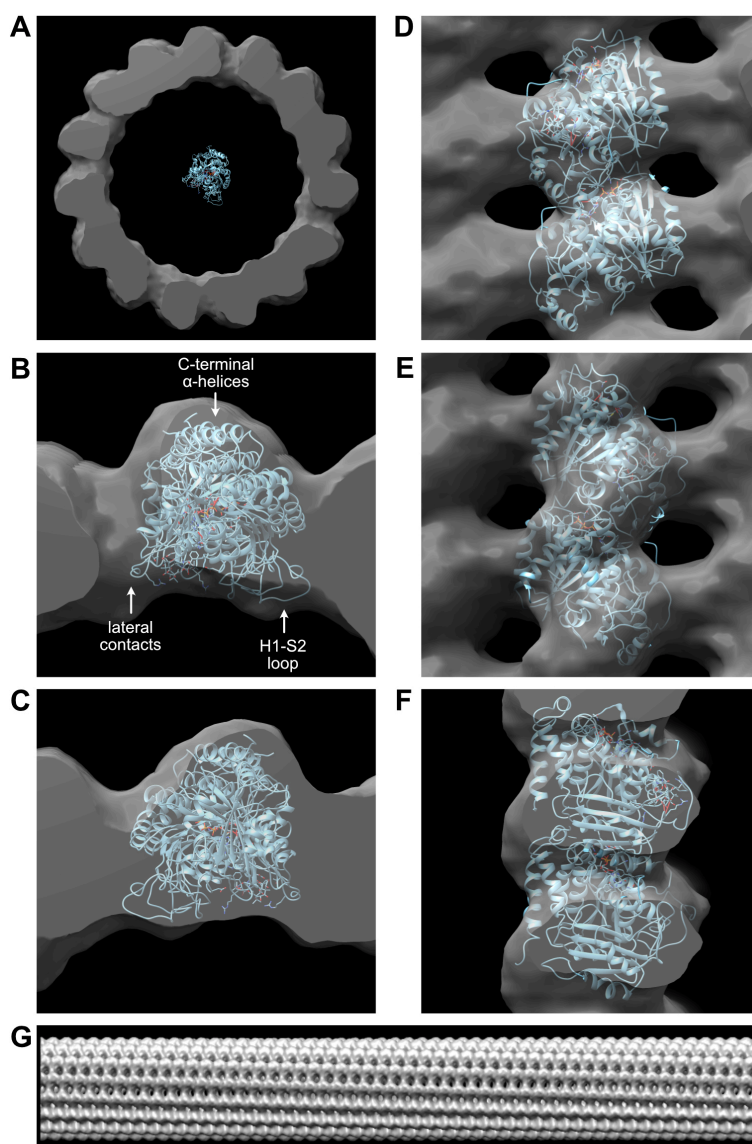 A
D
B
C-terminal
α-helices
lateral
contacts
H1-S2
loop
E
C
F
G